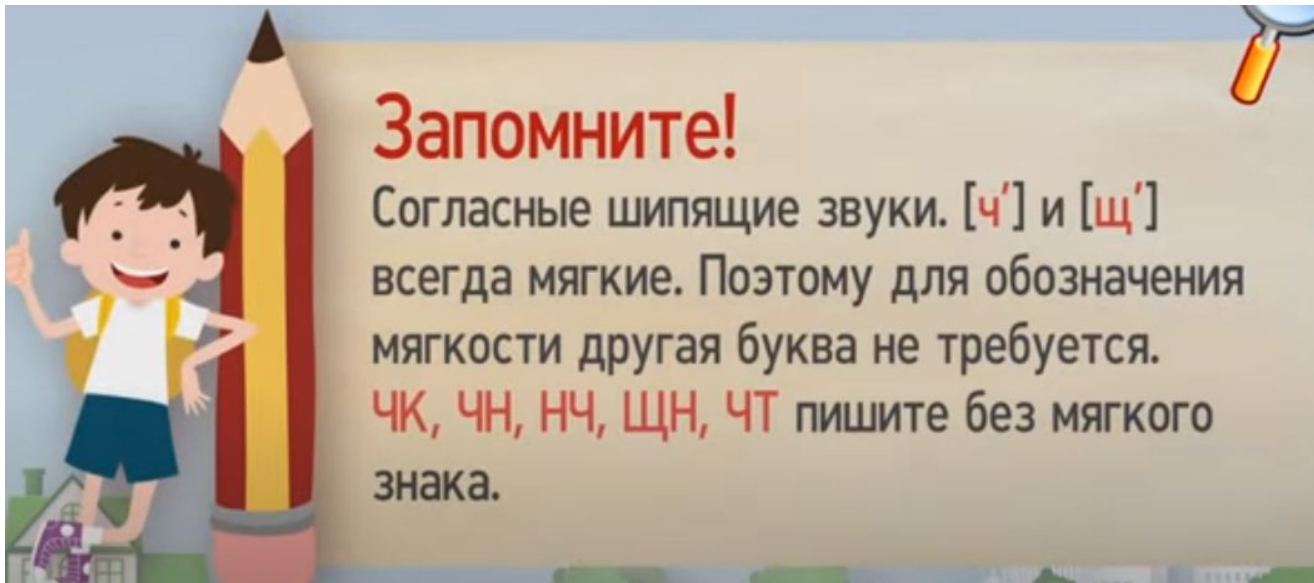 Запомните!
Согласные шипящие звуки. [ч′] и [щ′]
всегда мягкие. Поэтому для обозначения
мягкости другая буква не требуется.
ЧК, ЧН, НЧ, ЩН, ЧТ пишите без мягкого
знака.